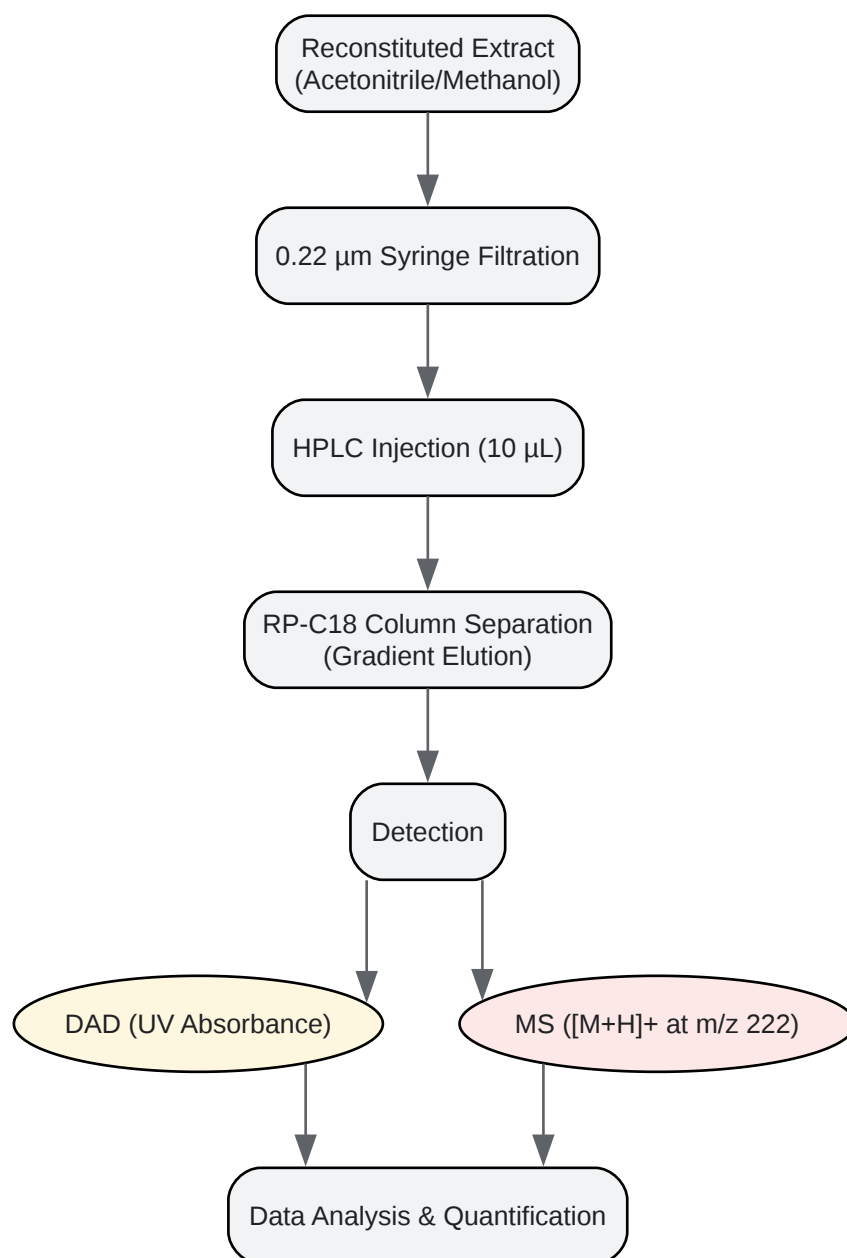 Reconstituted Extract
(Acetonitrile/Methanol)
0.22 µm Syringe Filtration
HPLC Injection (10 µL)
RP-C18 Column Separation
(Gradient Elution)
Detection
DAD (UV Absorbance)
MS ([M+H]+ at m/z 222)
Data Analysis & Quantification